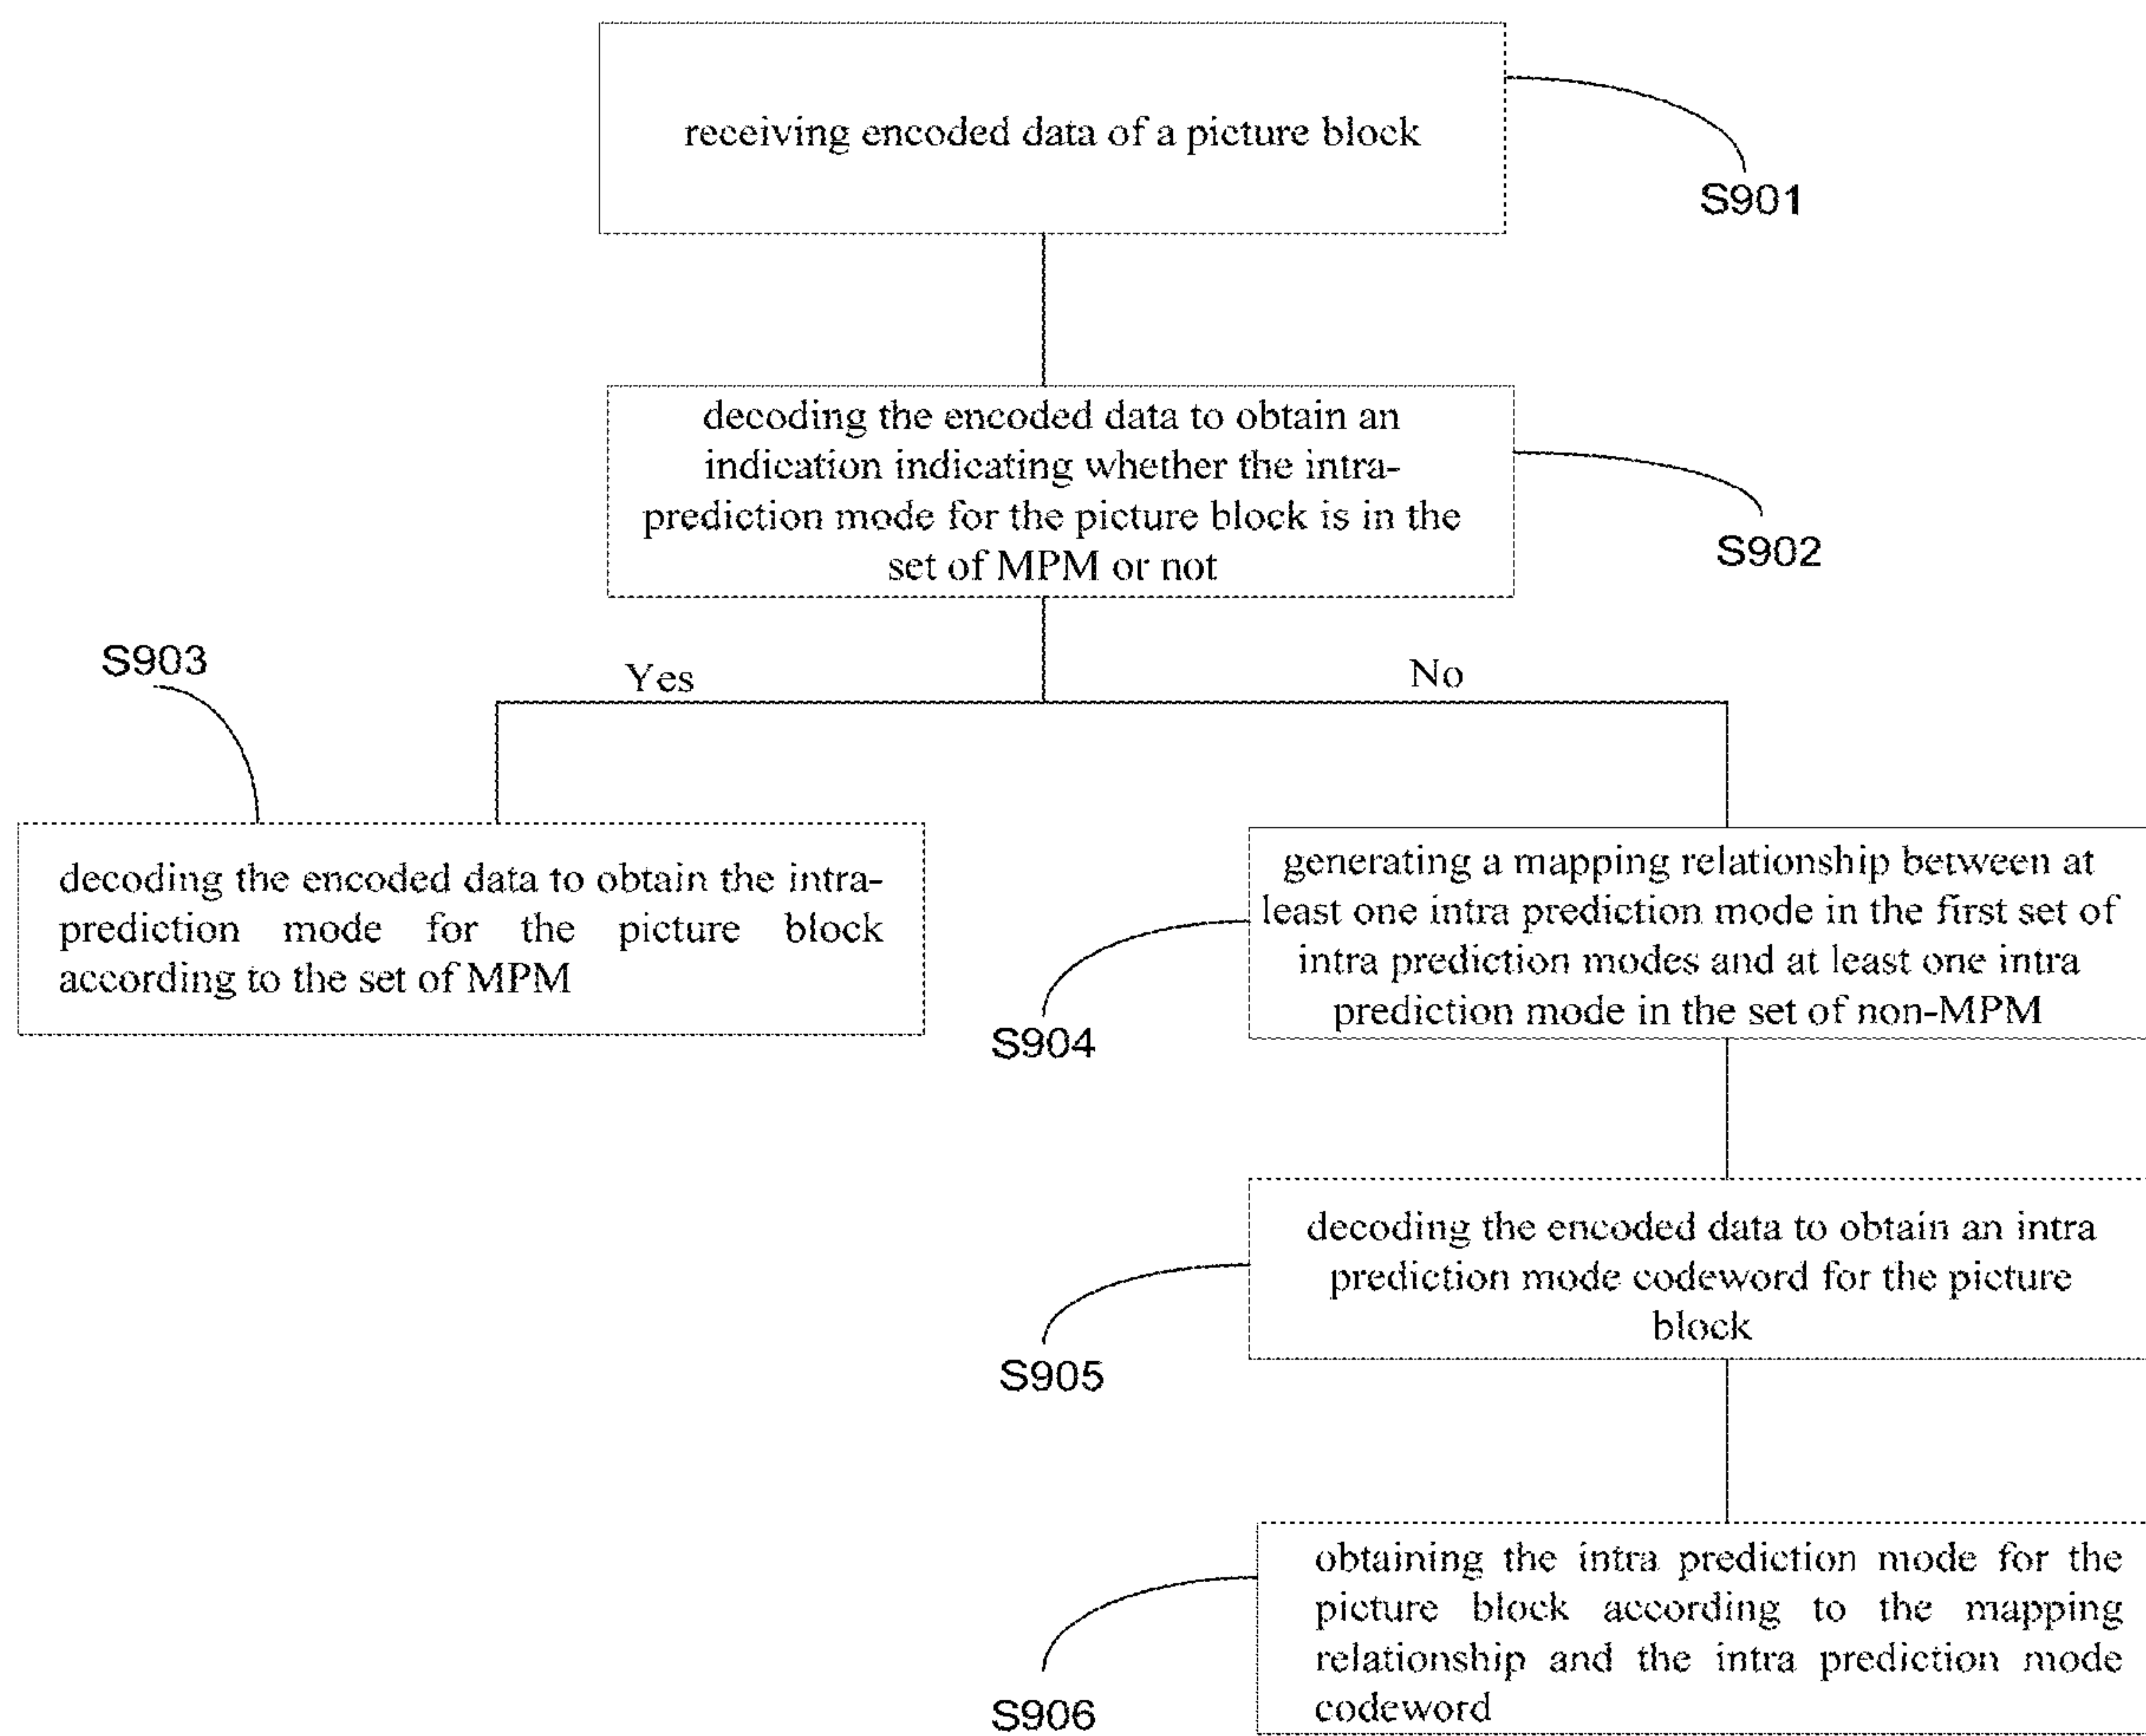 receiving encoded data of a picture block
S901
decoding the encoded data to obtain an
indication indicating whether the intra-
prediction mode for the picture block is in the
set of MPM or not
S902
S903
Yes
No
decoding the encoded data to obtain the intra-
prediction mode for the picture block
according to the set of MPM
generating a mapping relationship between at
least one intra prediction mode in the first set of
intra prediction modes and at least one intra
prediction mode in the set of non-MPM
S904
decoding the encoded data to obtain an intra
prediction mode codeword for the picture
block
S905
obtaining the intra prediction mode for the
picture block according to the mapping
relationship and the intra prediction mode
codeword
S906